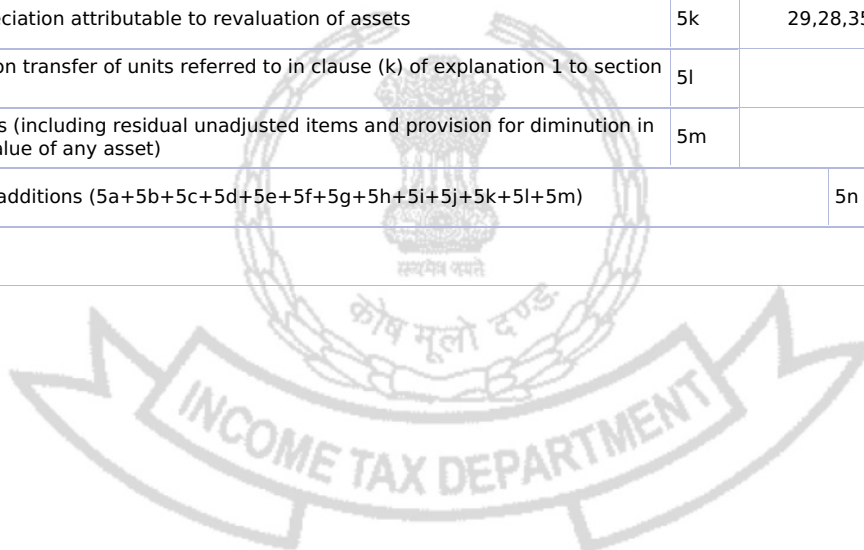 ciation attributable to revaluation of assets 5k 29,28,35
on transfer of units referred to in clause (k) of explanation 1 to section
5l
s (including residual unadjusted items and provision for diminution in
alue of any asset) 5m
additions (5a+5b+5c+5d+5e+5f+5g+5h+5i+5j+5k+5l+5m) 5n
सत्यमेव जयते
कोष मूलो दण्ड
INCOME TAX DEPARTMENT